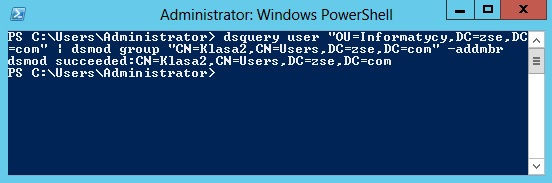 Administrator: Windows PowerShell
PS C:\Users\Administrator> dsquery user "OU=Informatycy,DC=zse,DC
=com" | dsmod group "CN=Klasa2,CN=Users,DC=zse,DC=com" -addmbr
dsmod succeeded:CN=Klasa2,CN=Users,DC=zse,DC=com
PS C:\Users\Administrator>